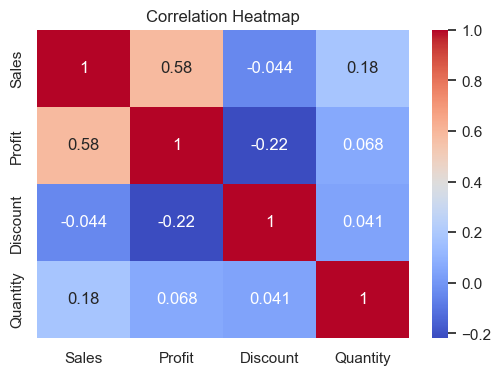 Correlation Heatmap
Sales 1 0.58 -0.044 0.18
Profit 0.58 1 -0.22 0.068
Discount -0.044 -0.22 1 0.041
Quantity 0.18 0.068 0.041 1
Sales Profit Discount Quantity
1.0
0.8
0.6
0.4
0.2
0.0
−0.2